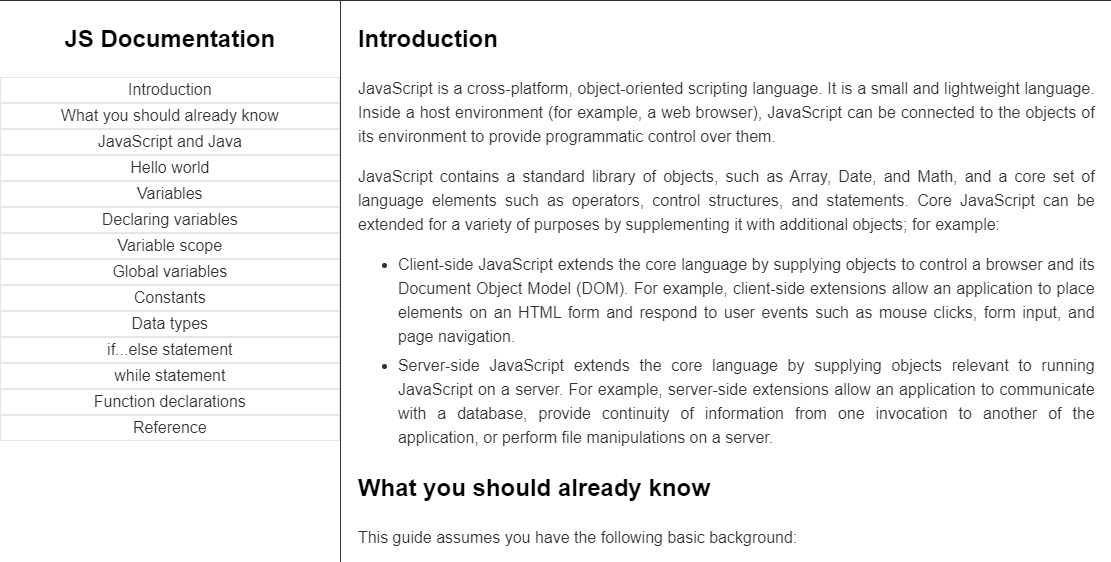 JS Documentation
Introduction
What you should already know
JavaScript and Java
Hello world
Variables
Declaring variables
Variable scope
Global variables
Constants
Data types
if...else statement
while statement
Function declarations
Reference
Introduction
JavaScript is a cross-platform, object-oriented scripting language. It is a small and lightweight language.
Inside a host environment (for example, a web browser), JavaScript can be connected to the objects of
its environment to provide programmatic control over them.
JavaScript contains a standard library of objects, such as Array, Date, and Math, and a core set of
language elements such as operators, control structures, and statements. Core JavaScript can be
extended for a variety of purposes by supplementing it with additional objects; for example:
• Client-side JavaScript extends the core language by supplying objects to control a browser and its
Document Object Model (DOM). For example, client-side extensions allow an application to place
elements on an HTML form and respond to user events such as mouse clicks, form input, and
page navigation.
• Server-side JavaScript extends the core language by supplying objects relevant to running
JavaScript on a server. For example, server-side extensions allow an application to communicate
with a database, provide continuity of information from one invocation to another of the
application, or perform file manipulations on a server.
What you should already know
This guide assumes you have the following basic background: